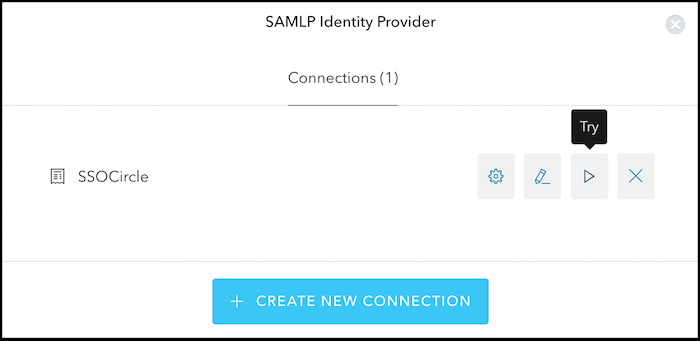 SAMLP Identity Provider
Connections (1)
Try
SSOCircle
+ CREATE NEW CONNECTION